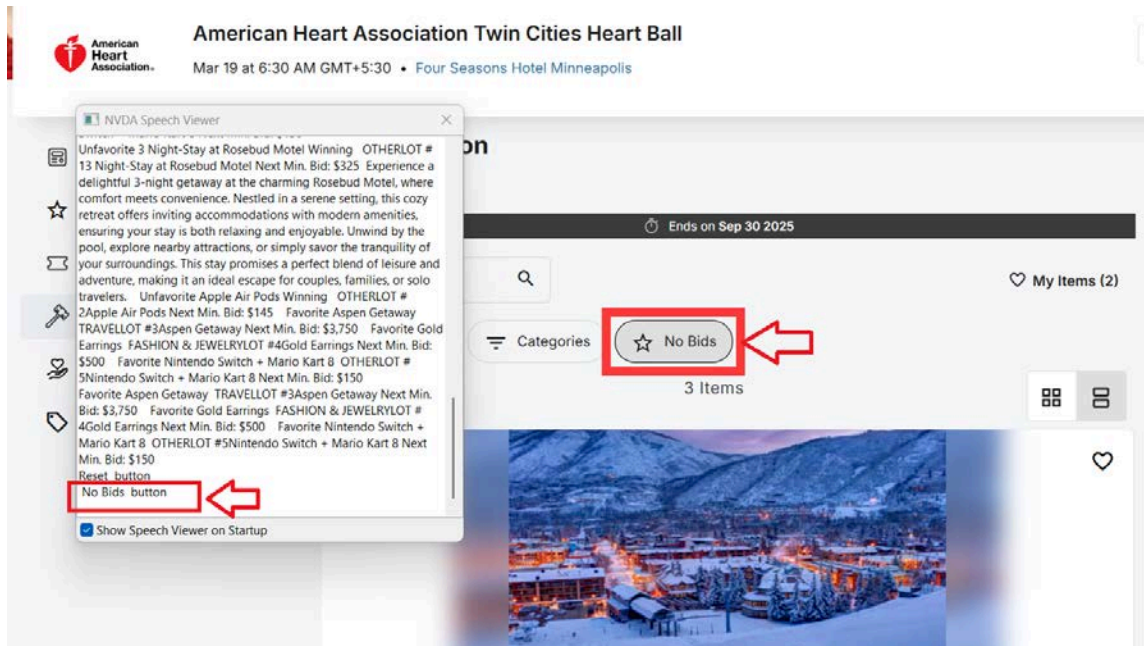 American
Heart
Association.
American Heart Association Twin Cities Heart Ball
Mar 19 at 6:30 AM GMT+5:30 • Four Seasons Hotel Minneapolis
NVDA Speech Viewer
Unfavorite 3 Night-Stay at Rosebud Motel Winning OTHERLOT #
13 Night-Stay at Rosebud Motel Next Min. Bid: $325 Experience a
delightful 3-night getaway at the charming Rosebud Motel, where
comfort meets convenience. Nestled in a serene setting, this cozy
retreat offers inviting accommodations with modern amenities,
ensuring your stay is both relaxing and enjoyable. Unwind by the
pool, explore nearby attractions, or simply savor the tranquility of
your surroundings. This stay promises a perfect blend of leisure and
adventure, making it an ideal escape for couples, families, or solo
travelers. Unfavorite Apple Air Pods Winning OTHERLOT #
2Apple Air Pods Next Min. Bid: $145 Favorite Aspen Getaway
TRAVELLOT #3Aspen Getaway Next Min. Bid: $3,750 Favorite Gold
Earrings FASHION & JEWELRYLOT #4Gold Earrings Next Min. Bid:
$500 Favorite Nintendo Switch + Mario Kart 8 OTHERLOT #
5Nintendo Switch + Mario Kart 8 Next Min. Bid: $150
Favorite Aspen Getaway TRAVELLOT #3Aspen Getaway Next Min.
Bid: $3,750 Favorite Gold Earrings FASHION & JEWELRYLOT #
4Gold Earrings Next Min. Bid: $500 Favorite Nintendo Switch +
Mario Kart 8 OTHERLOT #5Nintendo Switch + Mario Kart 8 Next
Min. Bid: $150
Reset button
No Bids button
Show Speech Viewer on Startup
on
Ends on Sep 30 2025
My Items (2)
Categories
No Bids
3 Items